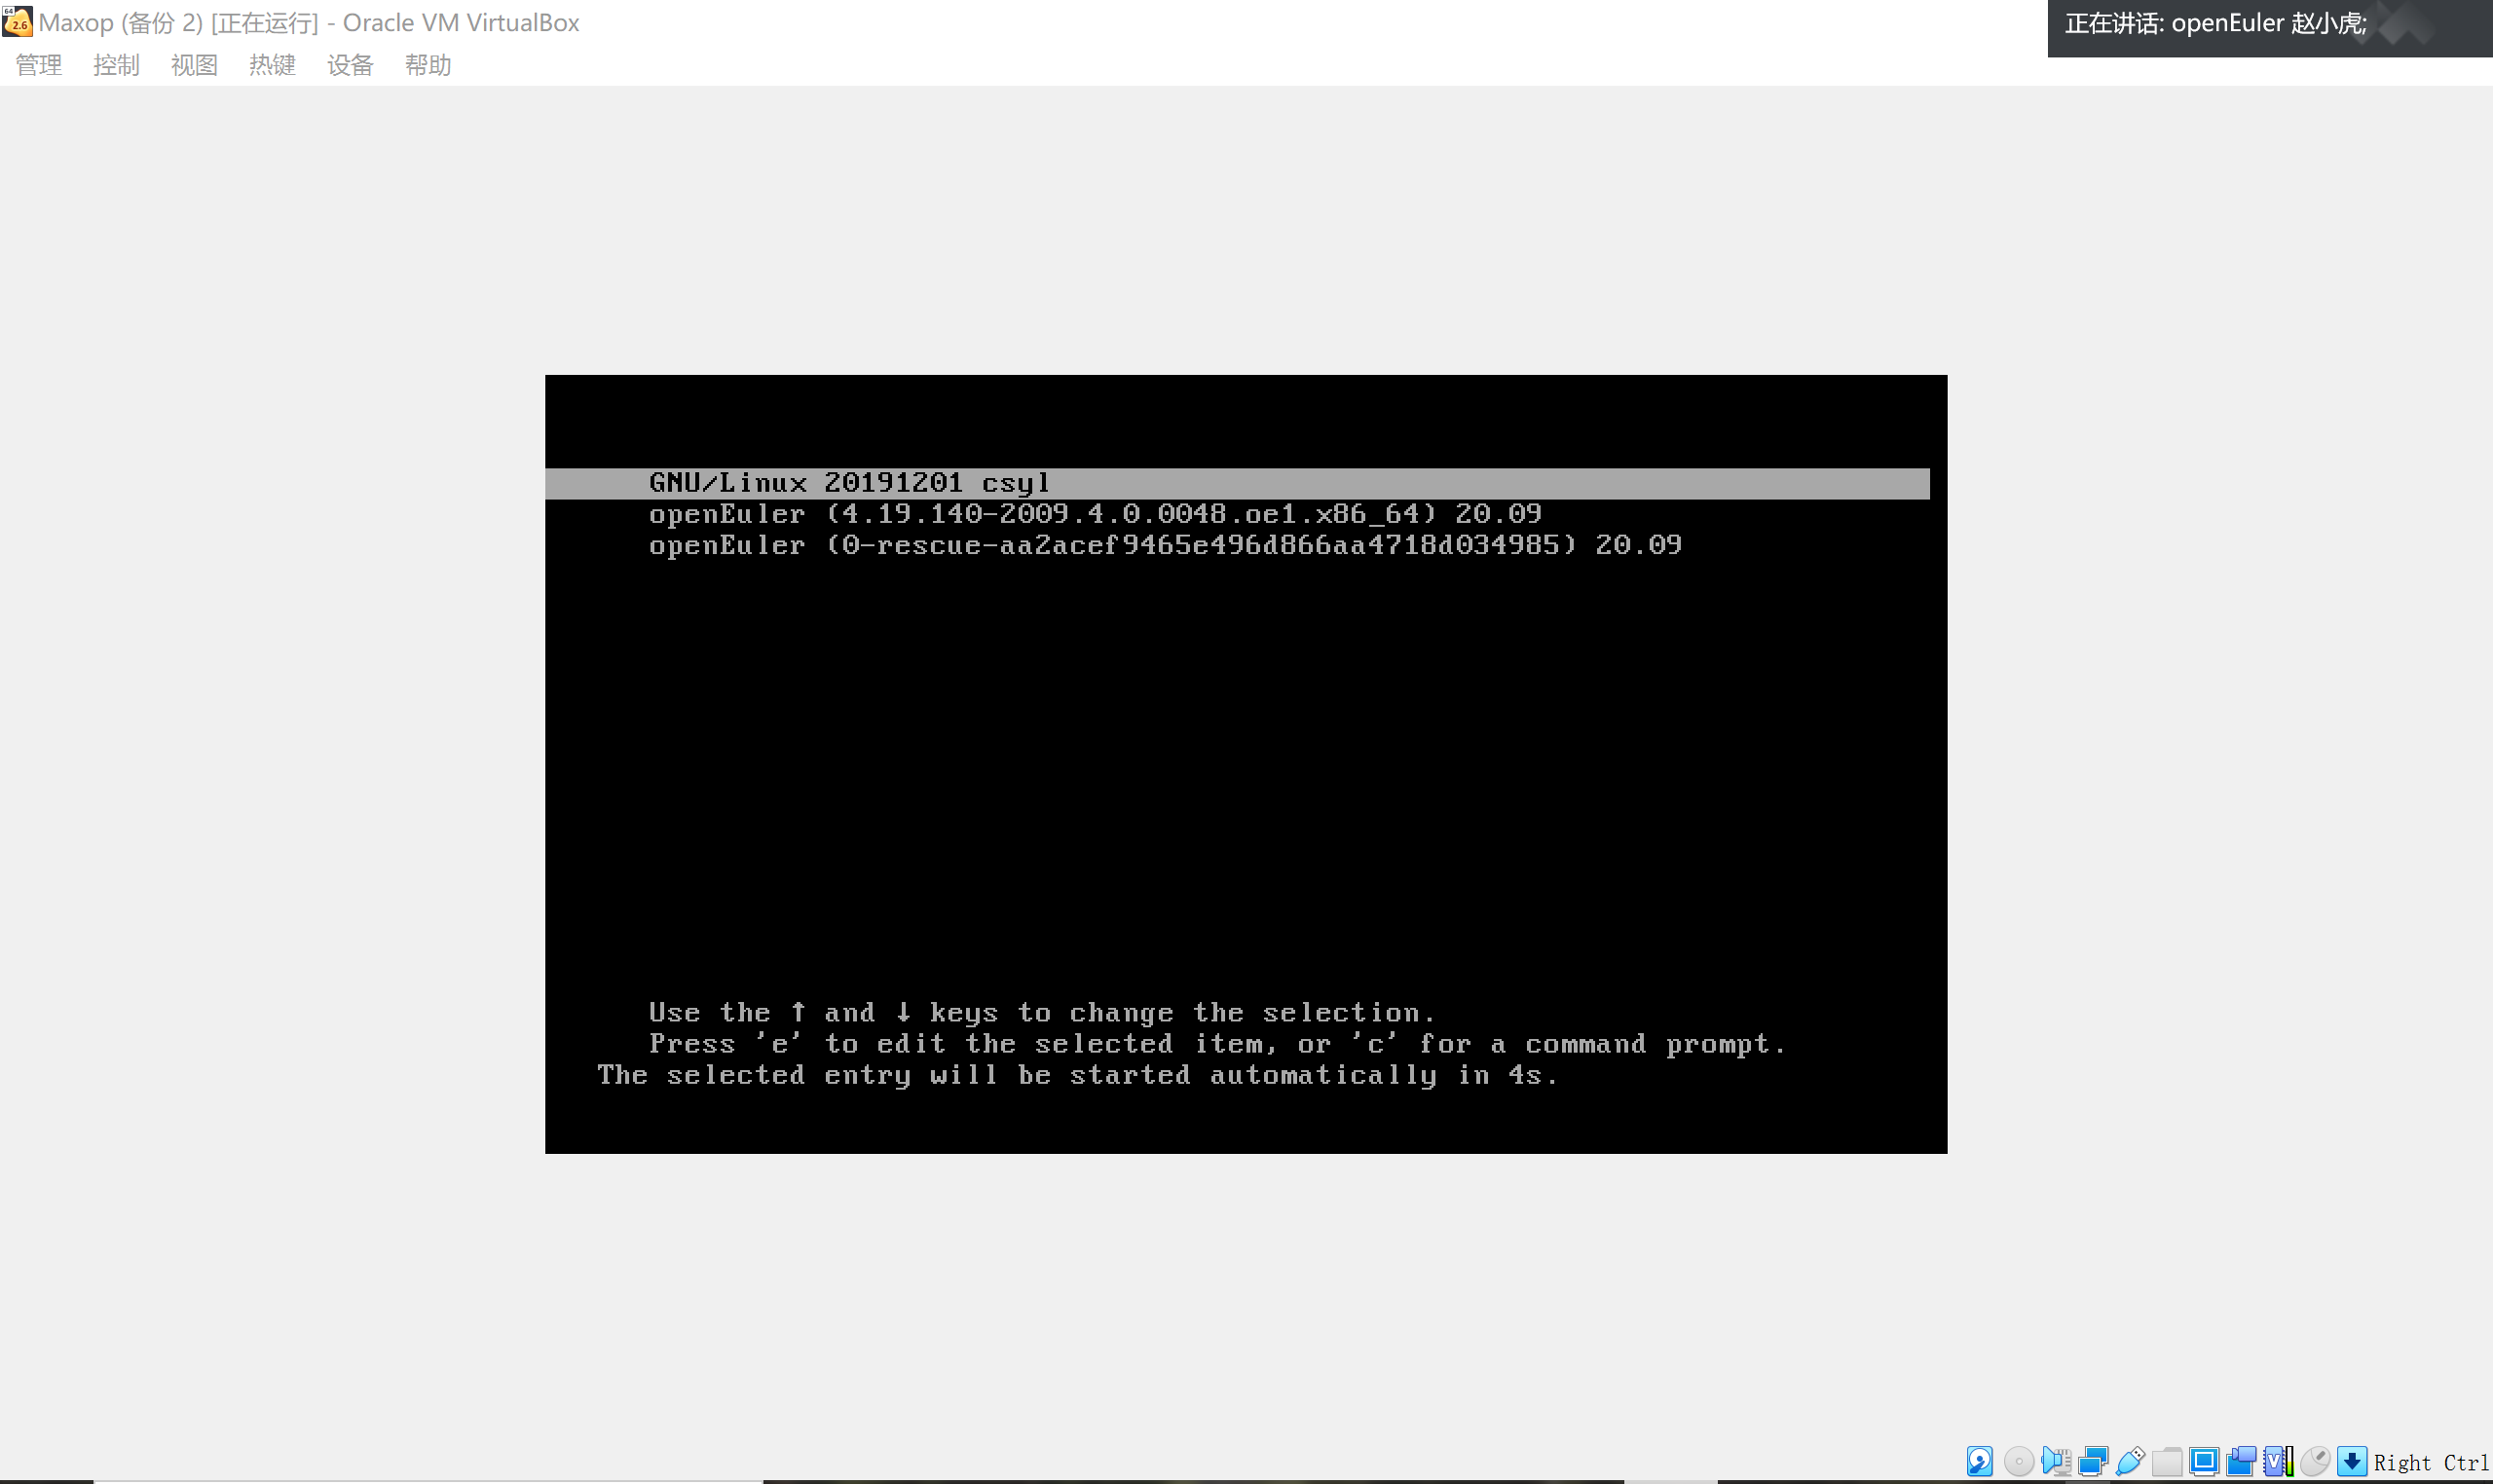 Maxop (备份 2) [正在运行] - Oracle VM VirtualBox
正在讲话: openEuler 赵小虎;
管理 控制 视图 热键 设备 帮助
GNU/Linux 20191201 csyl
openEuler (4.19.140-2009.4.0.0048.oe1.x86_64) 20.09
openEuler (0-rescue-aa2acef9465e496d866aa4718d034985) 20.09
Use the ↑ and ↓ keys to change the selection.
Press 'e' to edit the selected item, or 'c' for a command prompt.
The selected entry will be started automatically in 4s.
Right Ctrl